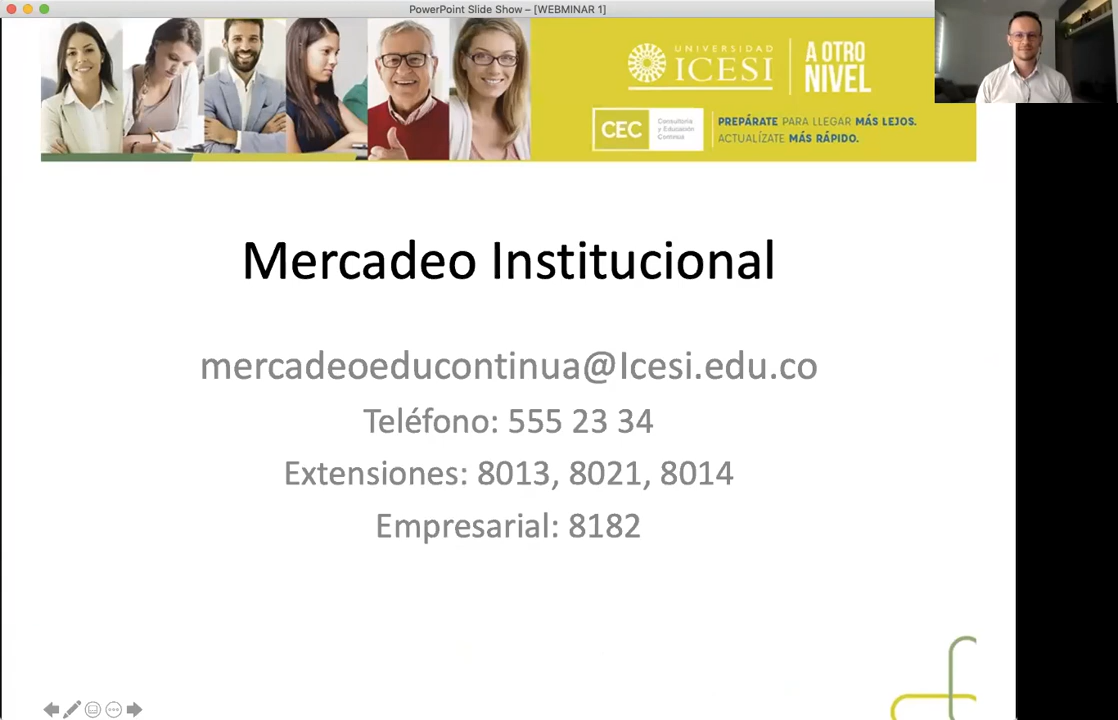 PowerPoint Slide Show – [WEBMINAR 1]
UNIVERSIDAD
ICESI
A OTRO
NIVEL
CEC
Consultoría
y Educación
Continua
PREPÁRATE PARA LLEGAR MÁS LEJOS.
ACTUALÍZATE MÁS RÁPIDO.
Mercadeo Institucional
mercadeoeducontinua@Icesi.edu.co
Teléfono: 555 23 34
Extensiones: 8013, 8021, 8014
Empresarial: 8182